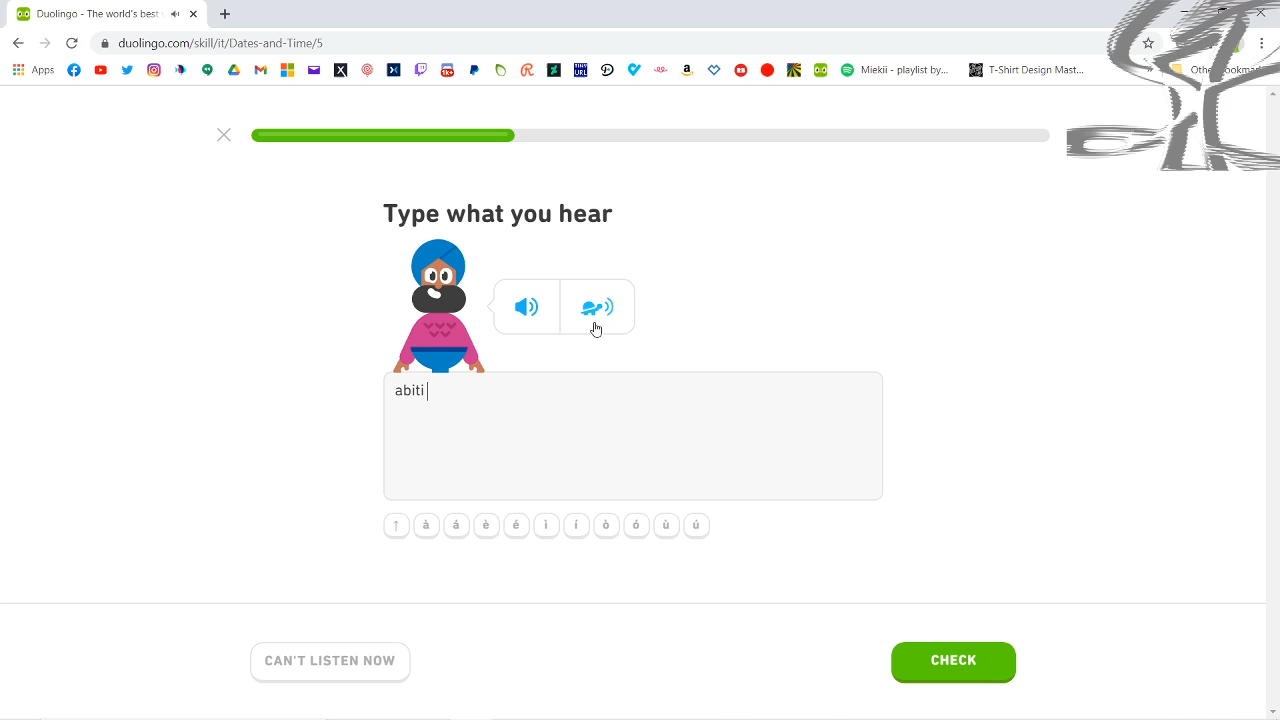 Duolingo - The world's best
duolingo.com/skill/it/Dates-and-Time/5
Apps
Miekii - playlist by...
T-Shirt Design Mast...
Type what you hear
abiti
↑ à á è é ì í ò ó ù ú
CAN'T LISTEN NOW
CHECK